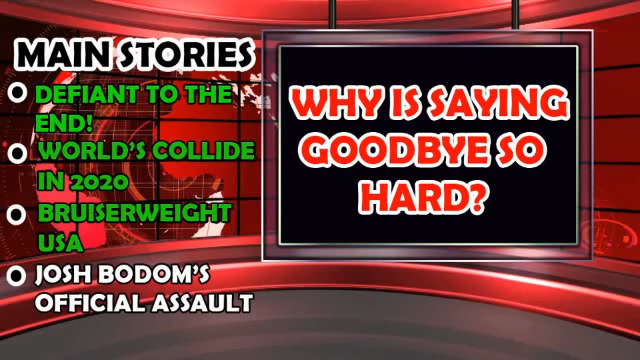 MAIN STORIES
DEFIANT TO THE
END!
WORLD'S COLLIDE
IN 2020
BRUISERWEIGHT
USA
JOSH BODOM'S
OFFICIAL ASSAULT
WHY IS SAYING
GOODBYE SO
HARD?